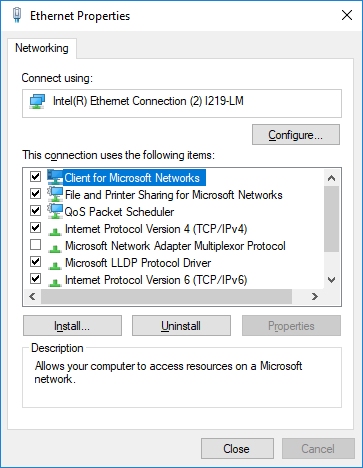 Ethernet Properties
Networking
Connect using:
Intel(R) Ethernet Connection (2) I219-LM
Configure...
This connection uses the following items:
Client for Microsoft Networks
File and Printer Sharing for Microsoft Networks
QoS Packet Scheduler
Internet Protocol Version 4 (TCP/IPv4)
Microsoft Network Adapter Multiplexor Protocol
Microsoft LLDP Protocol Driver
Internet Protocol Version 6 (TCP/IPv6)
Install... Uninstall Properties
Description
Allows your computer to access resources on a Microsoft
network.
Close Cancel